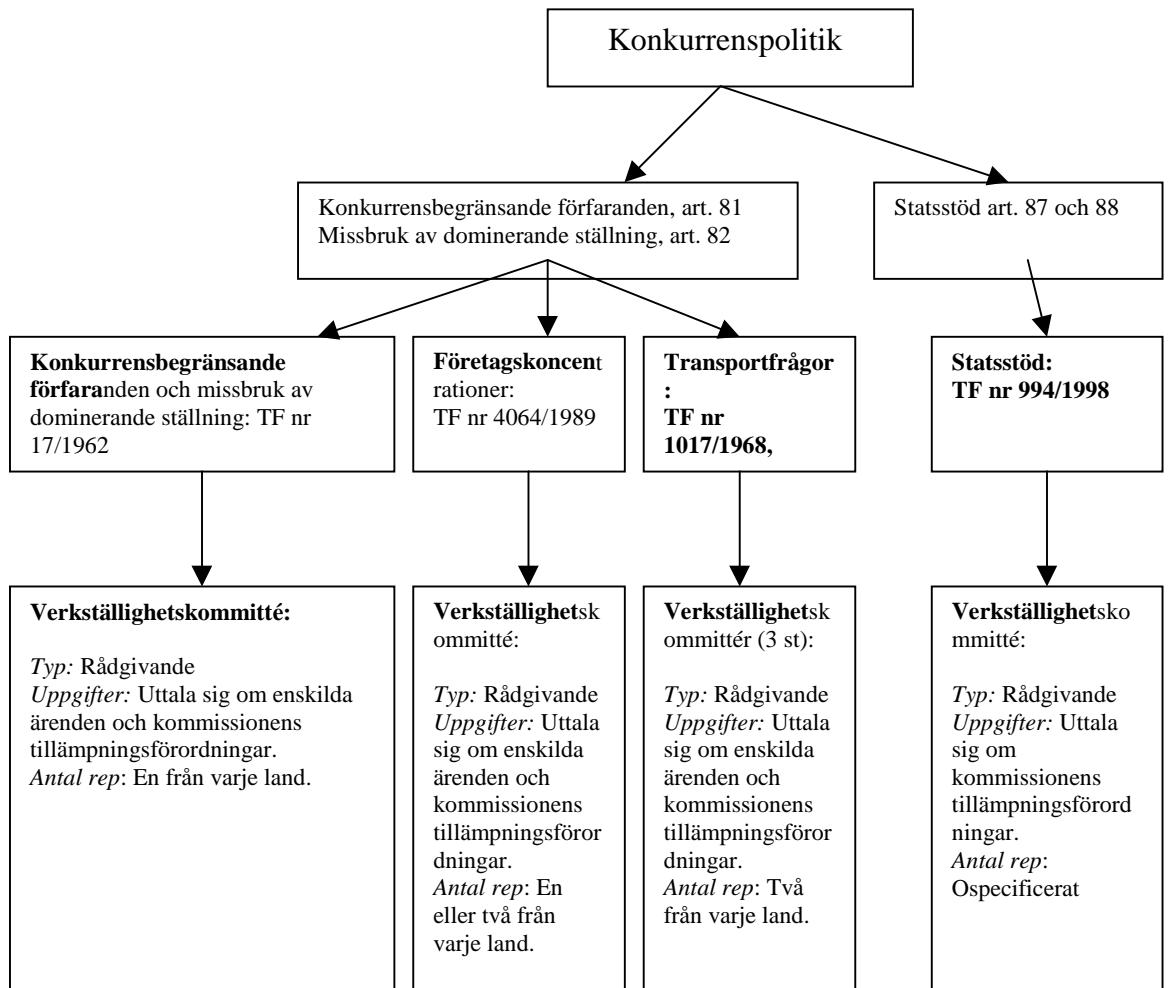 Konkurrenspolitik
Konkurrensbegränsande förfaranden, art. 81
Missbruk av dominerande ställning, art. 82
Statsstöd art. 87 och 88
Konkurrensbegränsande
förfaranden och missbruk av
dominerande ställning: TF nr
17/1962
Företagskoncent
rationer:
TF nr 4064/1989
Transportfrågor
:
TF nr
1017/1968,
Statsstöd:
TF nr 994/1998
Verkställighetskommitté:
Typ: Rådgivande
Uppgifter: Uttala sig om enskilda
ärenden och kommissionens
tillämpningsförordningar.
Antal rep: En från varje land.
Verkställighetsk
ommitté:
Typ: Rådgivande
Uppgifter: Uttala
sig om enskilda
ärenden och
kommissionens
tillämpningsföror
dningar.
Antal rep: En
eller två från
varje land.
Verkställighetsk
ommittér (3 st):
Typ: Rådgivande
Uppgifter: Uttala
sig om enskilda
ärenden och
kommissionens
tillämpningsföror
dningar.
Antal rep: Två
från varje land.
Verkställighetsko
mmitté:
Typ: Rådgivande
Uppgifter: Uttala
sig om
kommissionens
tillämpningsförord
ningar.
Antal rep:
Ospecificerat